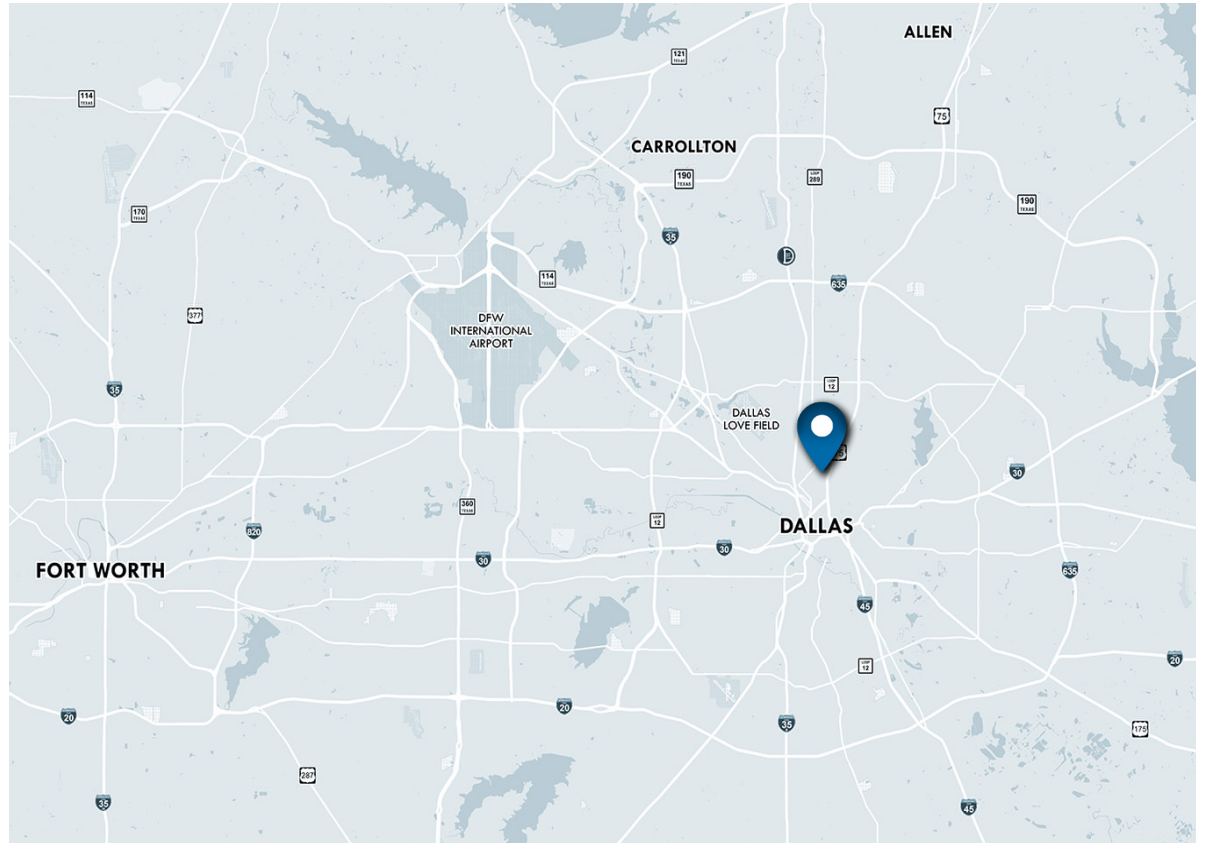 ALLEN
121
TEXAS
114
TEXAS
75
CARROLLTON
190
TEXAS
LOOP
289
190
TEXAS
170
TEXAS
35
114
TEXAS
635
377
DFW
INTERNATIONAL
AIRPORT
35
LOOP
12
DALLAS
LOVE FIELD
30
360
TEXAS
LOOP
12
DALLAS
820
30
30
FORT WORTH
635
45
LOOP
12
20
20
20
35
175
287
35
45